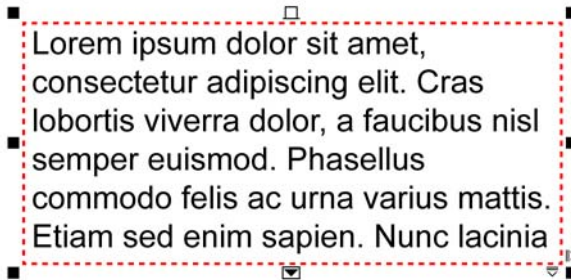 Lorem ipsum dolor sit amet,
consectetur adipiscing elit. Cras
lobortis viverra dolor, a faucibus nisl
semper euismod. Phasellus
commodo felis ac urna varius mattis.
Etiam sed enim sapien. Nunc lacinia